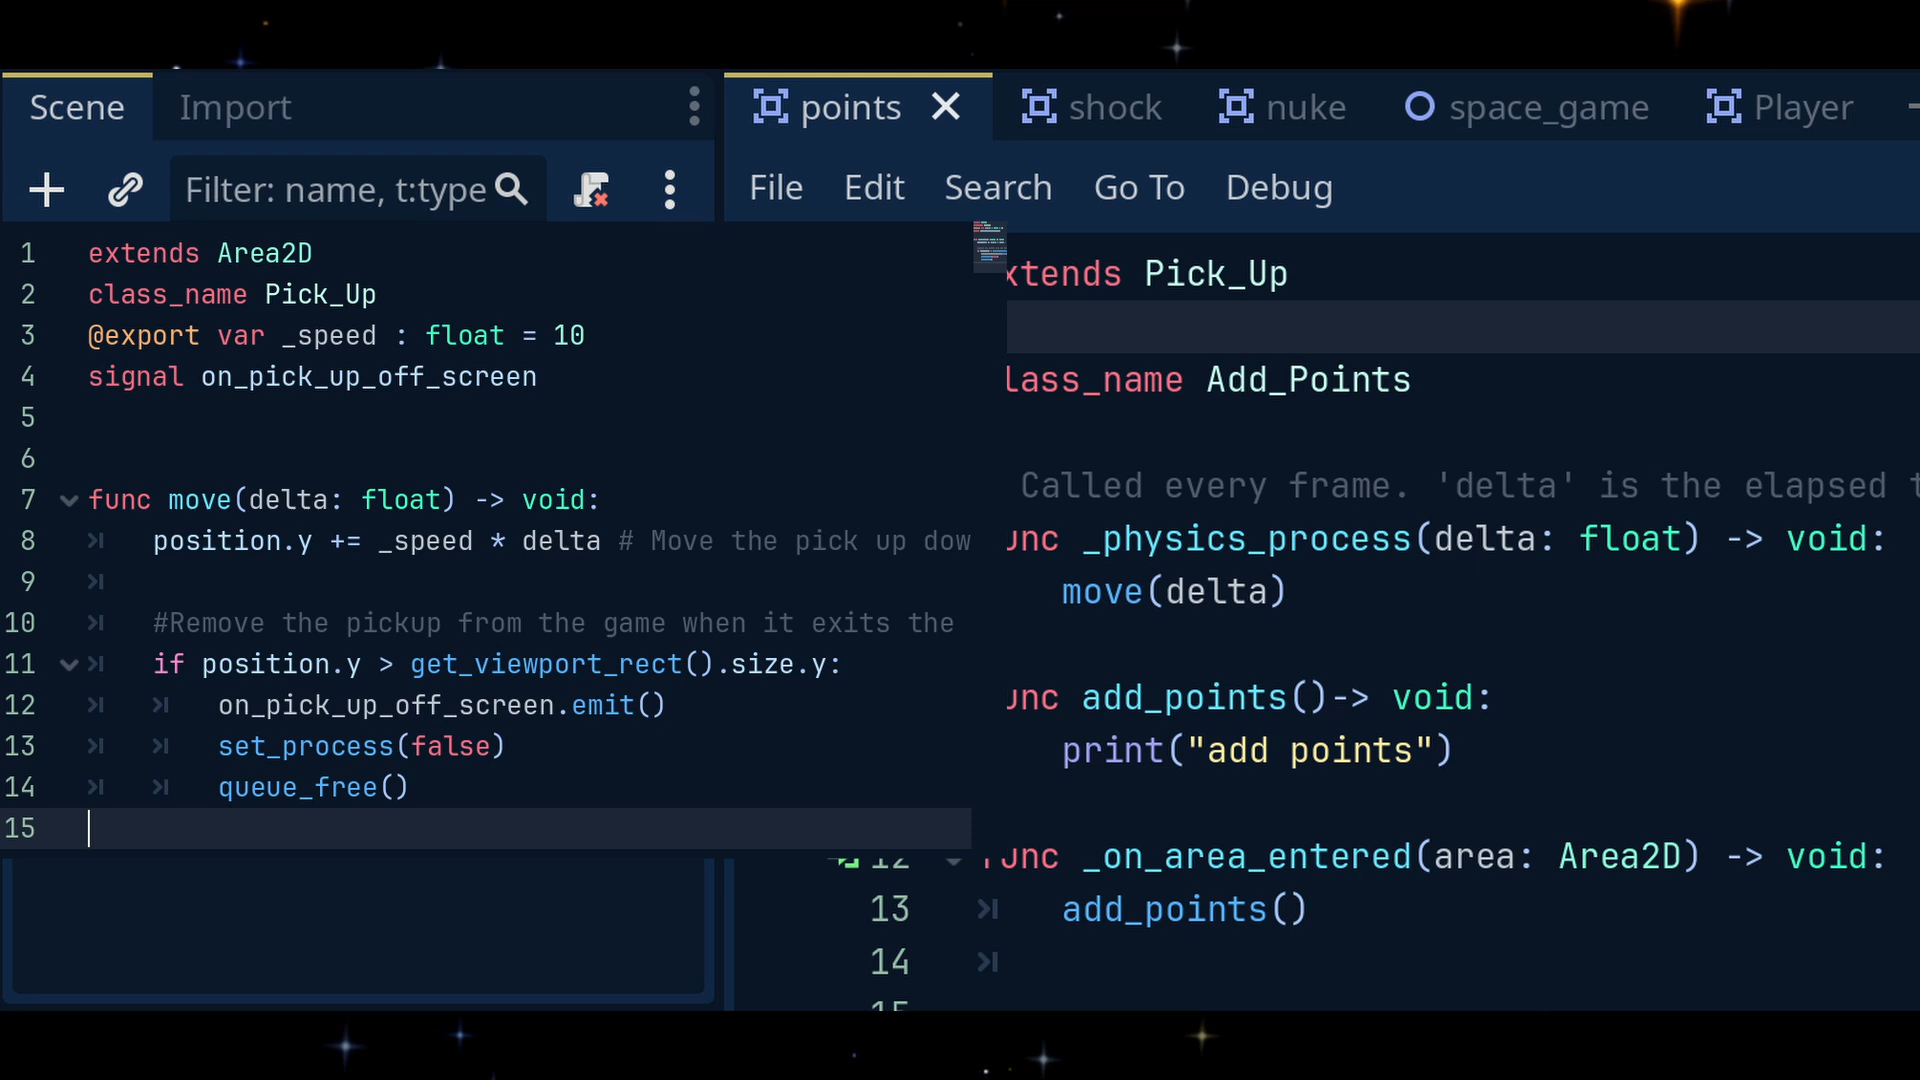 Scene Import
points shock nuke space_game Player
Filter: name, t:type
File Edit Search Go To Debug
1 extends Area2D
2 class_name Pick_Up
3 @export var _speed : float = 10
4 signal on_pick_up_off_screen
5
6
7 func move(delta: float) -> void:
8 position.y += _speed * delta # Move the pick up dow
9
10 #Remove the pickup from the game when it exits the
11 if position.y > get_viewport_rect().size.y:
12 on_pick_up_off_screen.emit()
13 set_process(false)
14 queue_free()
15
xtends Pick_Up
lass_name Add_Points
Called every frame. 'delta' is the elapsed t
unc _physics_process(delta: float) -> void:
move(delta)
unc add_points()-> void:
print("add points")
12 func _on_area_entered(area: Area2D) -> void:
13 add_points()
14
15